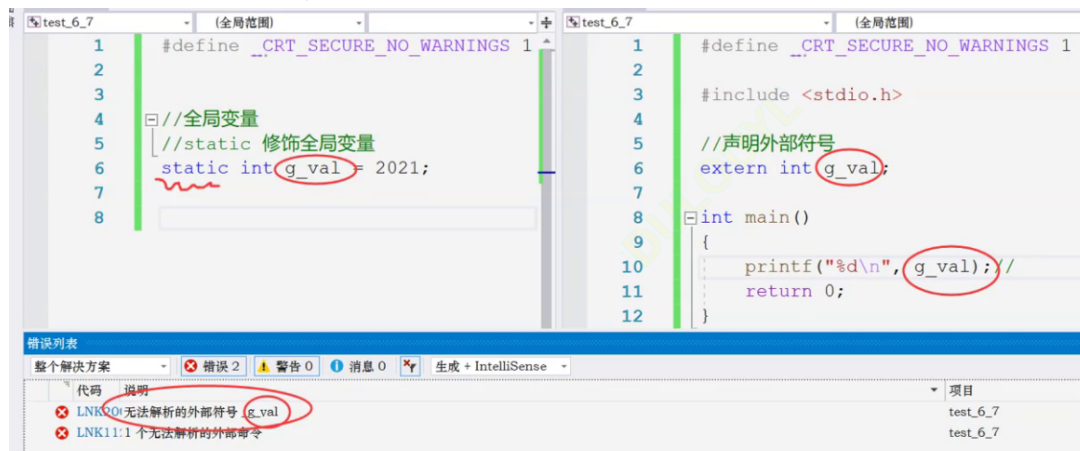 test_6_7 (全局范围)
1 #define _CRT_SECURE_NO_WARNINGS 1
2
3
4 //全局变量
5 //static 修饰全局变量
6 static int g_val = 2021;
7
8
test_6_7 (全局范围)
1 #define _CRT_SECURE_NO_WARNINGS 1
2
3 #include <stdio.h>
4
5 //声明外部符号
6 extern int g_val;
7
8 int main()
9 {
10 printf("%d\n", g_val);//
11 return 0;
12 }
错误列表
整个解决方案 错误 2 警告 0 消息 0 生成 + IntelliSense
代码 说明 项目
无法解析的外部符号 _g_val test_6_7
1 个无法解析的外部命令 test_6_7